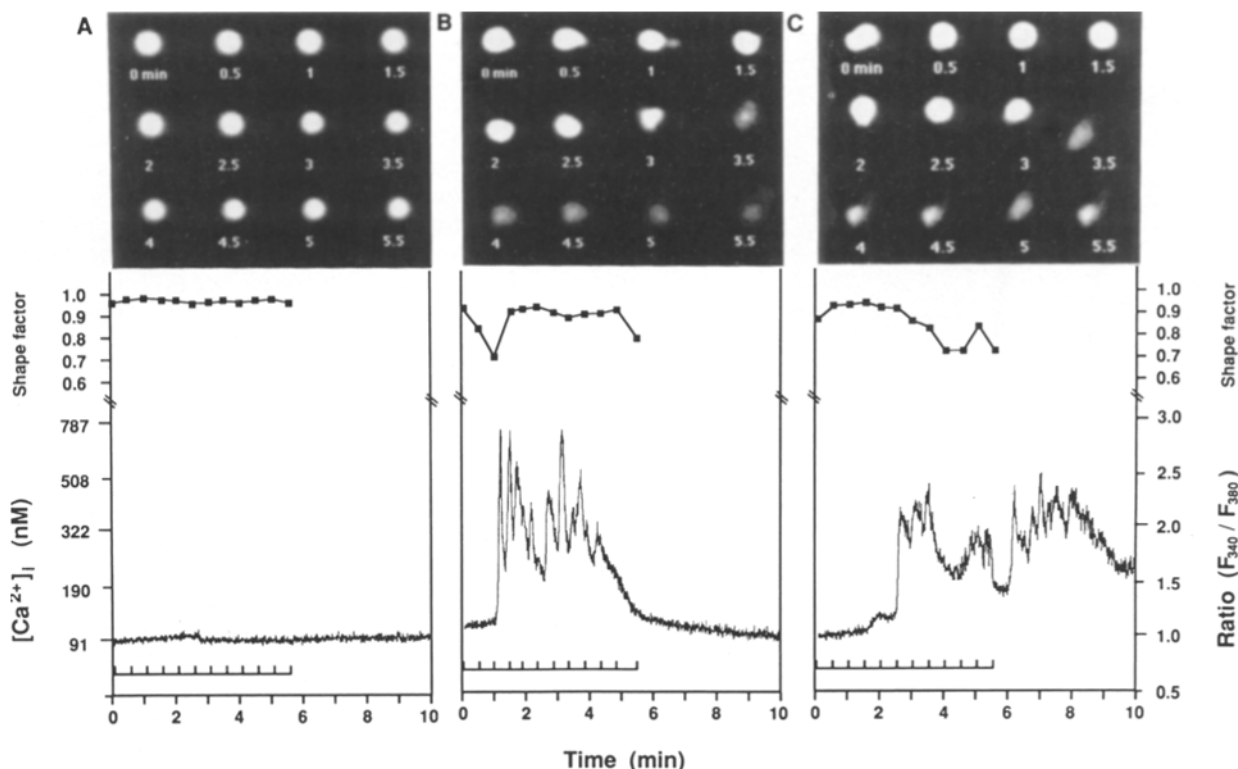 A
0 min 0.5 1 1.5
2 2.5 3 3.5
4 4.5 5 5.5
B
0 min 0.5 1 1.5
2 2.5 3 3.5
4 4.5 5 5.5
C
0 min 0.5 1 1.5
2 2.5 3 3.5
4 4.5 5 5.5
Shape factor
1.0
0.9
0.8
0.7
0.6
[Ca2+]i (nM)
787
508
322
190
91
Shape factor
1.0
0.9
0.8
0.7
0.6
Ratio (F340 / F380)
3.0
2.5
2.0
1.5
1.0
0.5
0 2 4 6 8 10
0 2 4 6 8 10
0 2 4 6 8 10
Time (min)